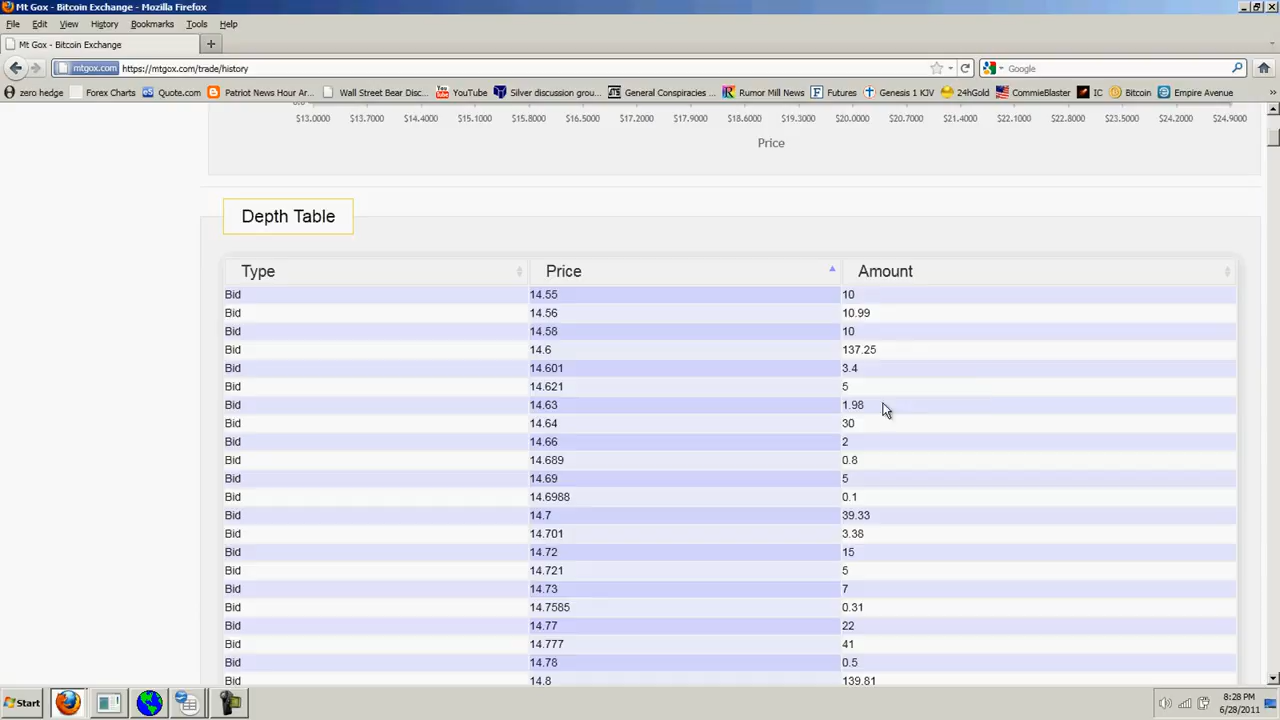 Mt Gox - Bitcoin Exchange - Mozilla Firefox
File Edit View History Bookmarks Tools Help
Mt Gox - Bitcoin Exchange
mtgox.com https://mtgox.com/trade/history Google
zero hedge Forex Charts Quote.com Patriot News Hour Ar... Wall Street Bear Disc... YouTube Silver discussion grou... General Conspiracies ... Rumor Mill News Futures Genesis 1 KJV 24hGold CommieBlaster IC Bitcoin Empire Avenue
$13.0000 $13.7000 $14.4000 $15.1000 $15.8000 $16.5000 $17.2000 $17.9000 $18.6000 $19.3000 $20.0000 $20.7000 $21.4000 $22.1000 $22.8000 $23.5000 $24.2000 $24.9000
Price
Depth Table
Type Price Amount
Bid 14.55 10
Bid 14.56 10.99
Bid 14.58 10
Bid 14.6 137.25
Bid 14.601 3.4
Bid 14.621 5
Bid 14.63 1.98
Bid 14.64 30
Bid 14.66 2
Bid 14.689 0.8
Bid 14.69 5
Bid 14.6988 0.1
Bid 14.7 39.33
Bid 14.701 3.38
Bid 14.72 15
Bid 14.721 5
Bid 14.73 7
Bid 14.7585 0.31
Bid 14.77 22
Bid 14.777 41
Bid 14.78 0.5
Bid 14.8 139.81
Start 8:28 PM
6/28/2011